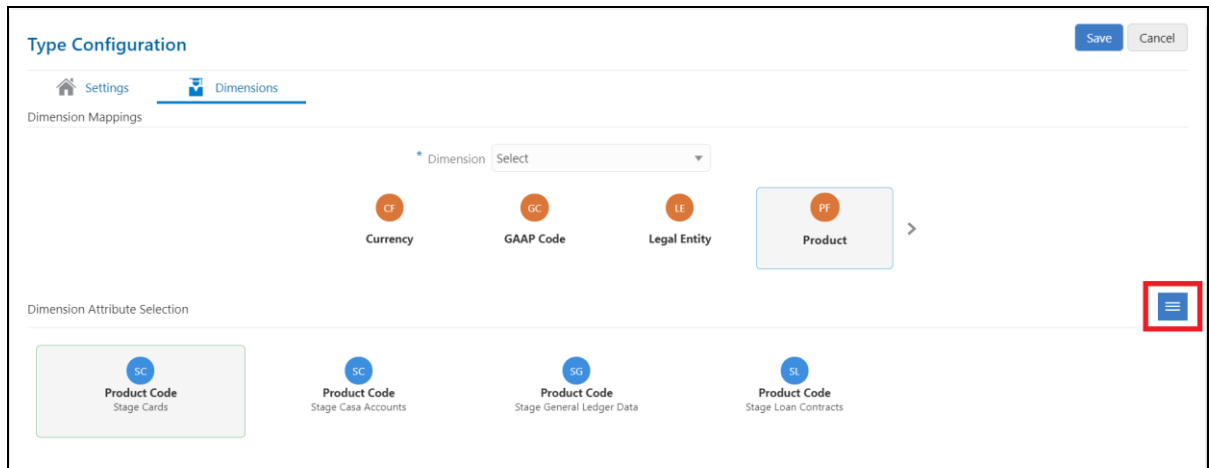 Type Configuration
Save Cancel
Settings Dimensions
Dimension Mappings
* Dimension Select
CF GC LE PF
Currency GAAP Code Legal Entity Product
Dimension Attribute Selection
SC SC SG SL
Product Code Product Code Product Code Product Code
Stage Cards Stage Casa Accounts Stage General Ledger Data Stage Loan Contracts